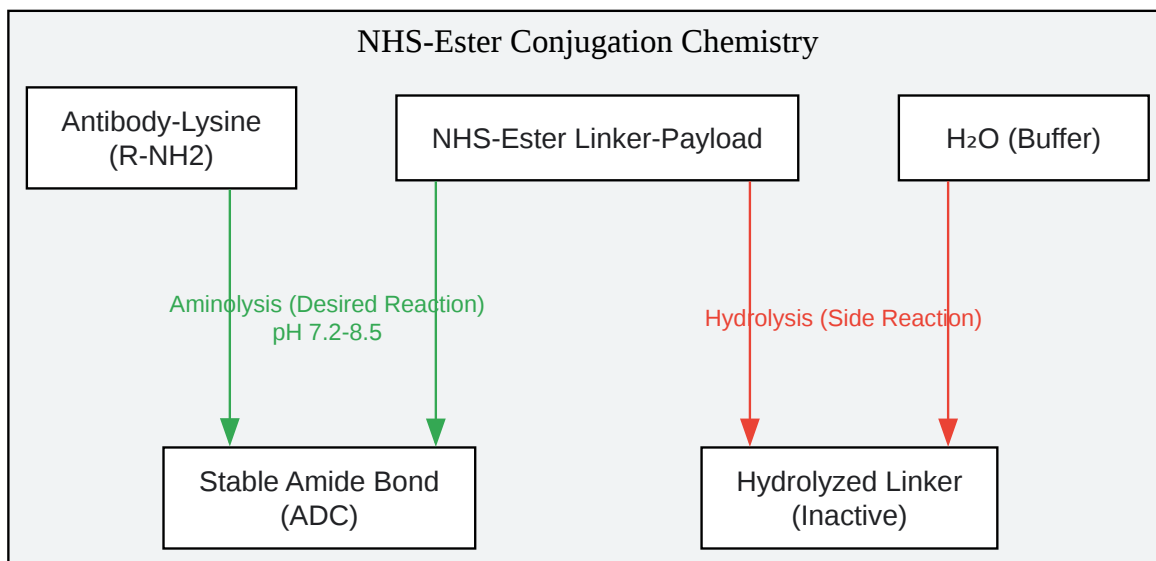 NHS-Ester Conjugation Chemistry
Antibody-Lysine
(R-NH2)
NHS-Ester Linker-Payload
H₂O (Buffer)
Aminolysis (Desired Reaction)
pH 7.2-8.5
Hydrolysis (Side Reaction)
Stable Amide Bond
(ADC)
Hydrolyzed Linker
(Inactive)